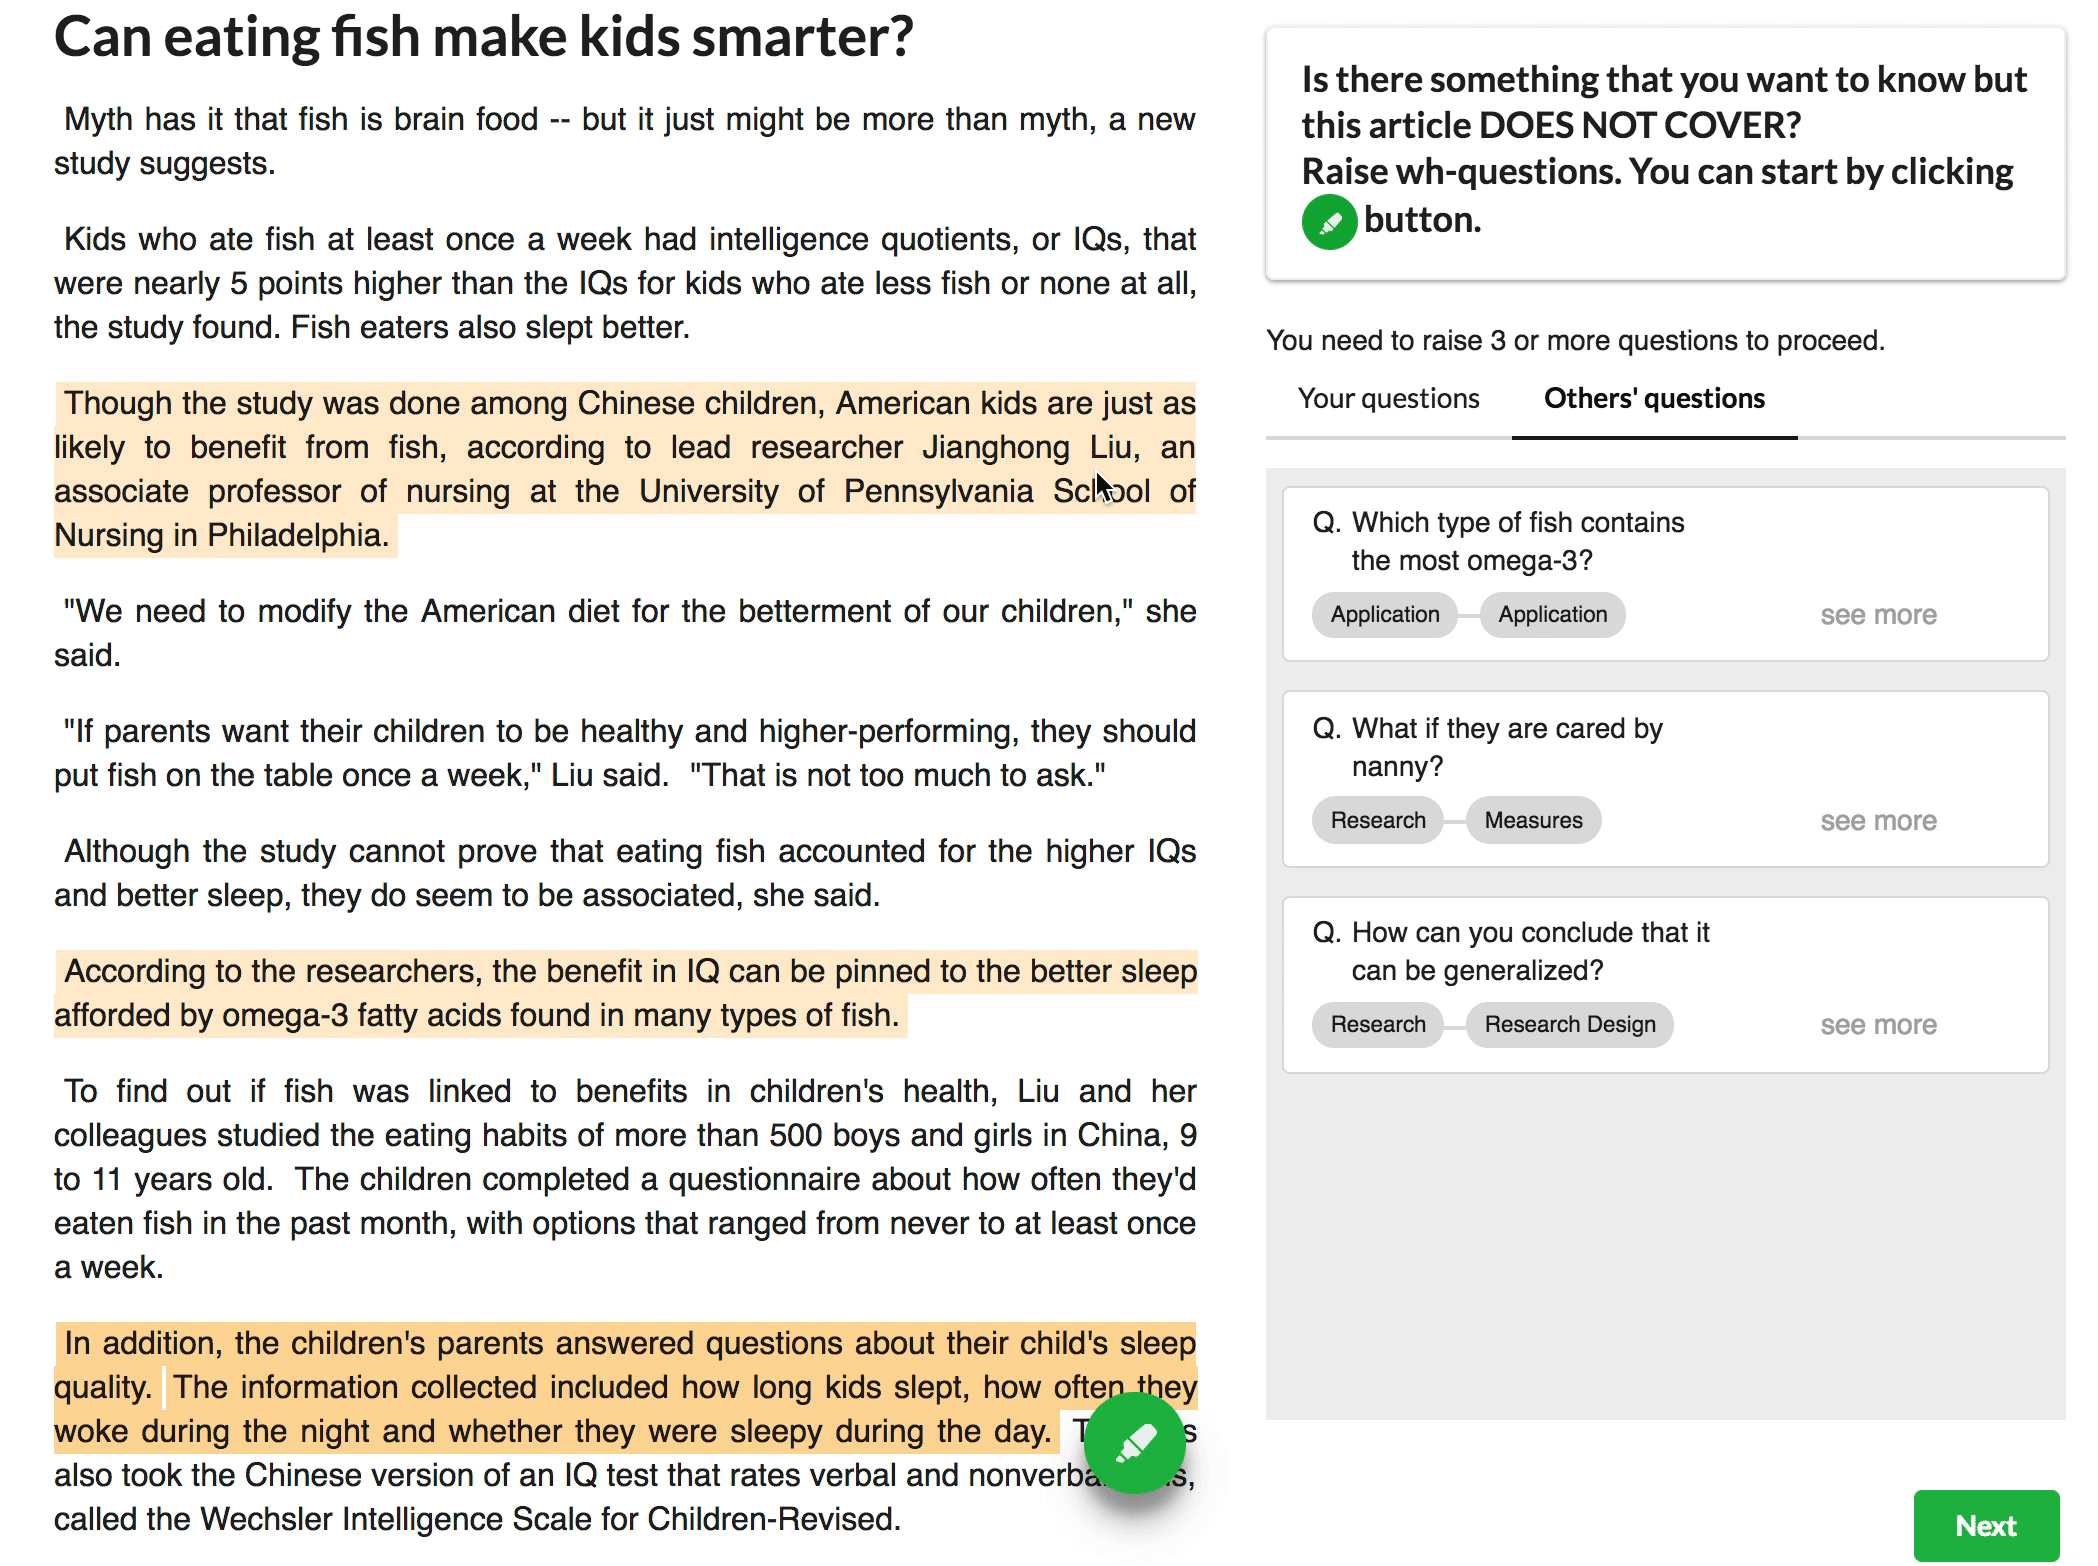 Can eating fish make kids smarter?
Myth has it that fish is brain food -- but it just might be more than myth, a new
study suggests.
Kids who ate fish at least once a week had intelligence quotients, or IQs, that
were nearly 5 points higher than the IQs for kids who ate less fish or none at all,
the study found. Fish eaters also slept better.
Though the study was done among Chinese children, American kids are just as
likely to benefit from fish, according to lead researcher Jianghong Liu, an
associate professor of nursing at the University of Pennsylvania School of
Nursing in Philadelphia.
"We need to modify the American diet for the betterment of our children," she
said.
"If parents want their children to be healthy and higher-performing, they should
put fish on the table once a week," Liu said.  "That is not too much to ask."
Although the study cannot prove that eating fish accounted for the higher IQs
and better sleep, they do seem to be associated, she said.
According to the researchers, the benefit in IQ can be pinned to the better sleep
afforded by omega-3 fatty acids found in many types of fish.
To find out if fish was linked to benefits in children's health, Liu and her
colleagues studied the eating habits of more than 500 boys and girls in China, 9
to 11 years old.  The children completed a questionnaire about how often they'd
eaten fish in the past month, with options that ranged from never to at least once
a week.
In addition, the children's parents answered questions about their child's sleep
quality. The information collected included how long kids slept, how often they
woke during the night and whether they were sleepy during the day.
also took the Chinese version of an IQ test that rates verbal and
called the Wechsler Intelligence Scale for Children-Revised.
Is there something that you want to know but
this article DOES NOT COVER?
Raise wh-questions. You can start by clicking
button.
You need to raise 3 or more questions to proceed.
Your questions Others' questions
Q. Which type of fish contains
the most omega-3?
Application Application see more
Q. What if they are cared by
nanny?
Research Measures see more
Q. How can you conclude that it
can be generalized?
Research Research Design see more
Next